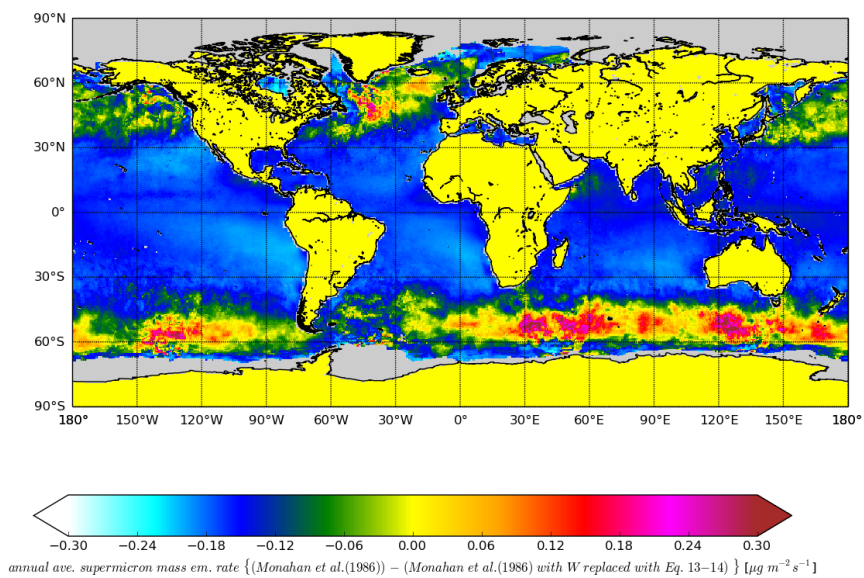 90°N
60°N
30°N
0°
30°S
60°S
90°S
180° 150°W 120°W 90°W 60°W 30°W 0° 30°E 60°E 90°E 120°E 150°E 180°
−0.30 −0.24 −0.18 −0.12 −0.06 0.00 0.06 0.12 0.18 0.24 0.30
annual ave. supermicron mass em. rate {(Monahan et al.(1986)) − (Monahan et al.(1986) with W replaced with Eq. 13−14) } [μg m⁻² s⁻¹]